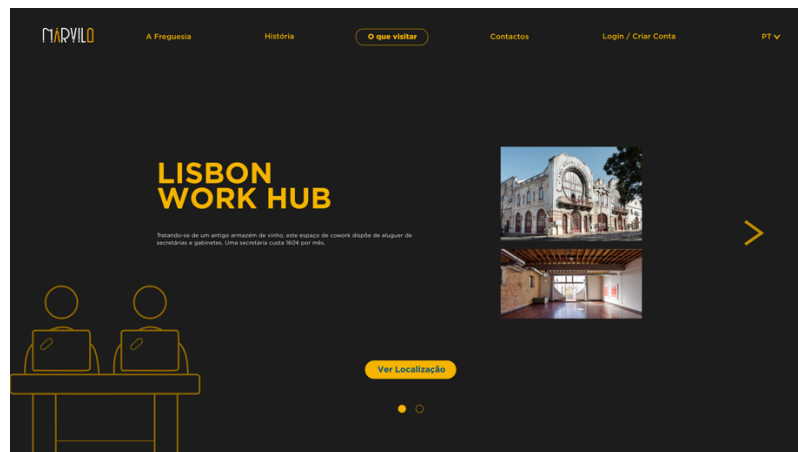 MARVILO
A Freguesia
História
O que visitar
Contactos
Login / Criar Conta
PT
LISBON
WORK HUB
Tratando-se de um antigo armazém de vinho, este espaço de cowork dispõe de aluguer de
secretárias e gabinetes. Uma secretária custa 160€ por mês.
Ver Localização